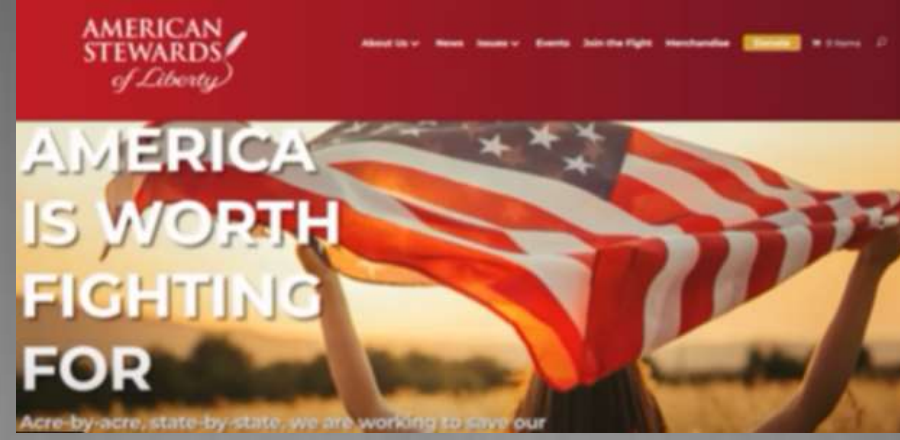 AMERICAN
STEWARDS
of Liberty
About Us News Issues Events Join the Fight Merchandise Donate 0 Items
AMERICA
IS WORTH
FIGHTING
FOR
Acre-by-acre, state-by-state, we are working to save our